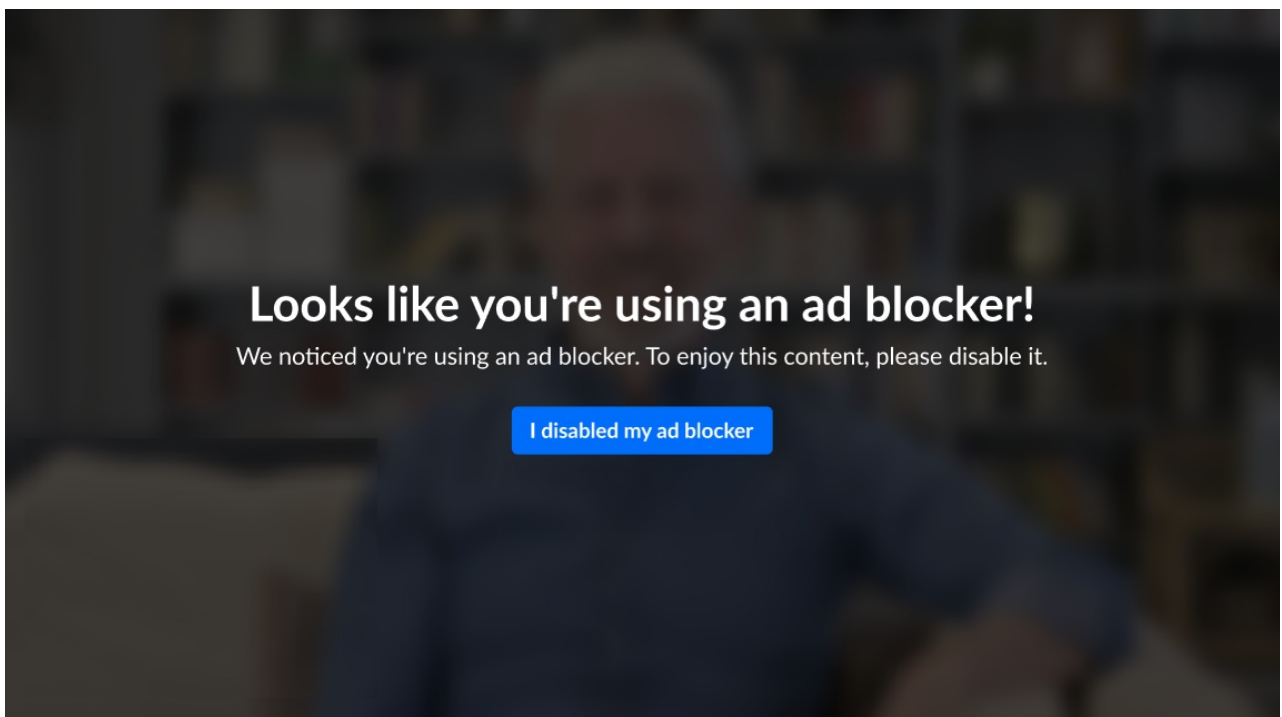 Looks like you're using an ad blocker!
We noticed you're using an ad blocker. To enjoy this content, please disable it.
I disabled my ad blocker